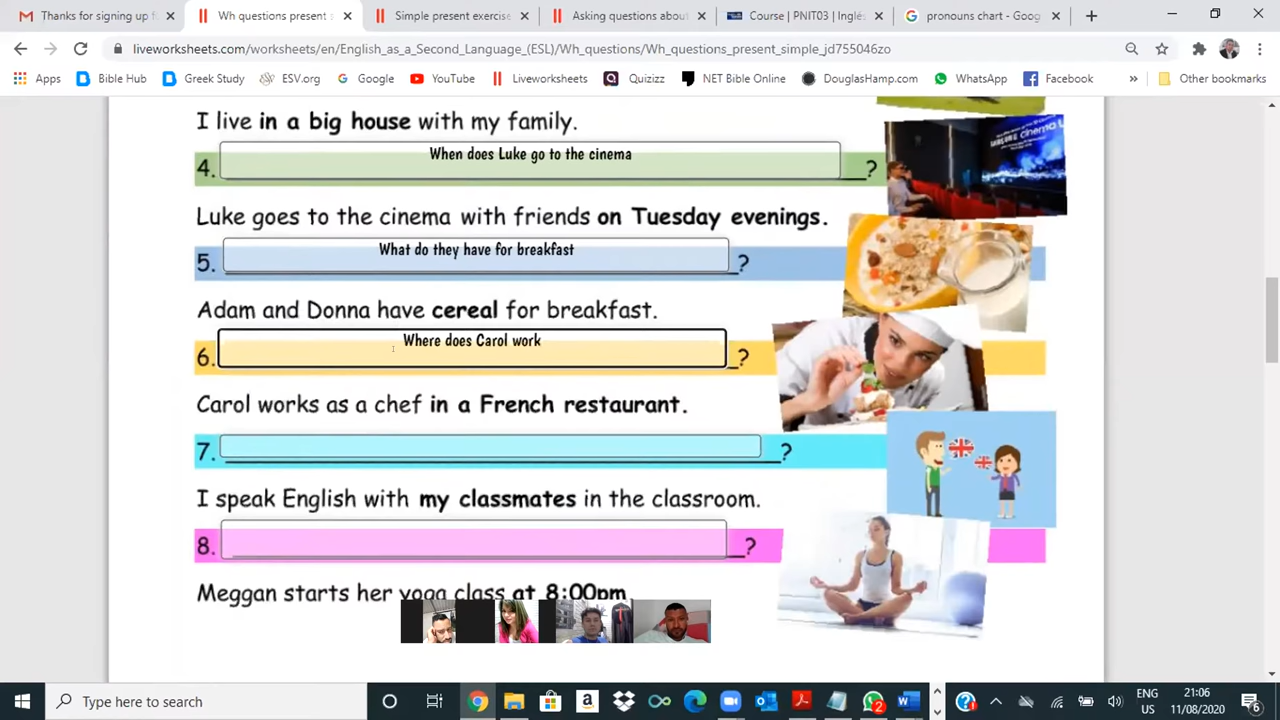 Thanks for signing up f
Wh questions present s
Simple present exercise
Asking questions about
Course | PNIT03 | Inglés
pronouns chart - Goog
liveworksheets.com/worksheets/en/English_as_a_Second_Language_(ESL)/Wh_questions/Wh_questions_present_simple_jd755046zo
Apps Bible Hub Greek Study ESV.org Google YouTube Liveworksheets Quizizz NET Bible Online DouglasHamp.com WhatsApp Facebook » Other bookmarks
I live in a big house with my family.
4. When does Luke go to the cinema ?
Luke goes to the cinema with friends on Tuesday evenings.
5. What do they have for breakfast ?
Adam and Donna have cereal for breakfast.
6. Where does Carol work ?
Carol works as a chef in a French restaurant.
7. ?
I speak English with my classmates in the classroom.
8. ?
Meggan starts her yoga class at 8:00pm
Type here to search
2
ENG
US
21:06
11/08/2020
6